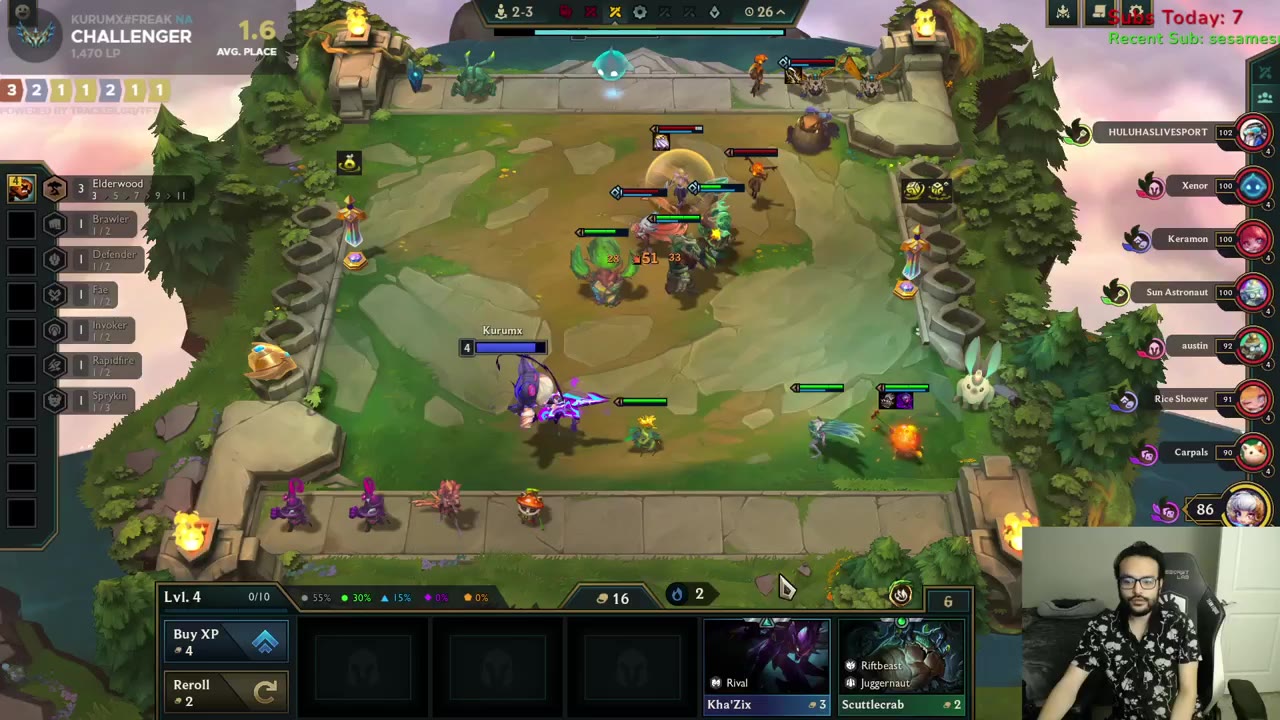 KURUMX#FREAK NA
CHALLENGER
1,470 LP
1.6
AVG. PLACE
3 2 1 1 2 1 1
2-3
26
Subs Today: 7
Recent Sub: sesames
HULUHASLIVESPORT 102
Xenor 100
Keramon 100
Sun Astronaut 100
austin 92
Rice Shower 91
Carpals 90
86
3 Elderwood
3 > 5 > 7 > 9 > 11
1 Brawler
1 / 2
1 Defender
1 / 2
1 Fae
1 / 2
1 Invoker
1 / 2
1 Rapidfire
1 / 2
1 Sprykin
1 / 3
51
33
Kurumx
4
Lvl. 4
0/10
55% 30% 15% 0% 0%
16
2
6
Buy XP
4
Reroll
2
Rival
Kha'Zix 3
Riftbeast
Juggernaut
Scuttlecrab 2